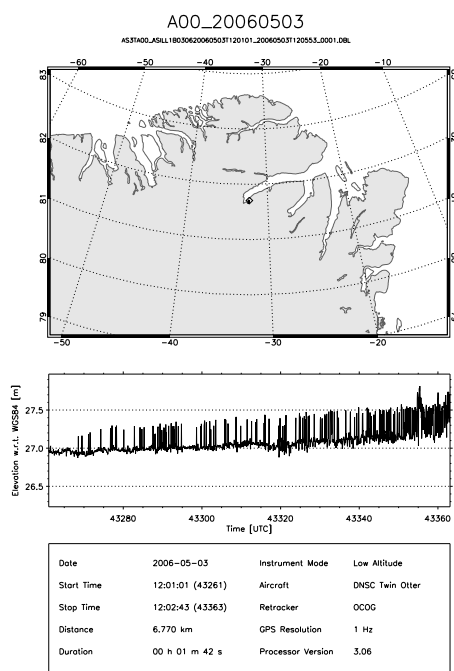 A00_20060503
AS3TA00_ASILL1B030620060503T120101_20060503T120553_0001.DBL
-60 -50 -40 -30 -20 -10
83
82
81
80
79
-50 -40 -30 -20
Elevation w.r.t. WGS84 [m]
27.5
27.0
26.5
43280 43300 43320 43340 43360
Time [UTC]
Date 2006-05-03 Instrument Mode Low Altitude
Start Time 12:01:01 (43261) Aircraft DNSC Twin Otter
Stop Time 12:02:43 (43363) Retracker OCOG
Distance 6.770 km GPS Resolution 1 Hz
Duration 00 h 01 m 42 s Processor Version 3.06